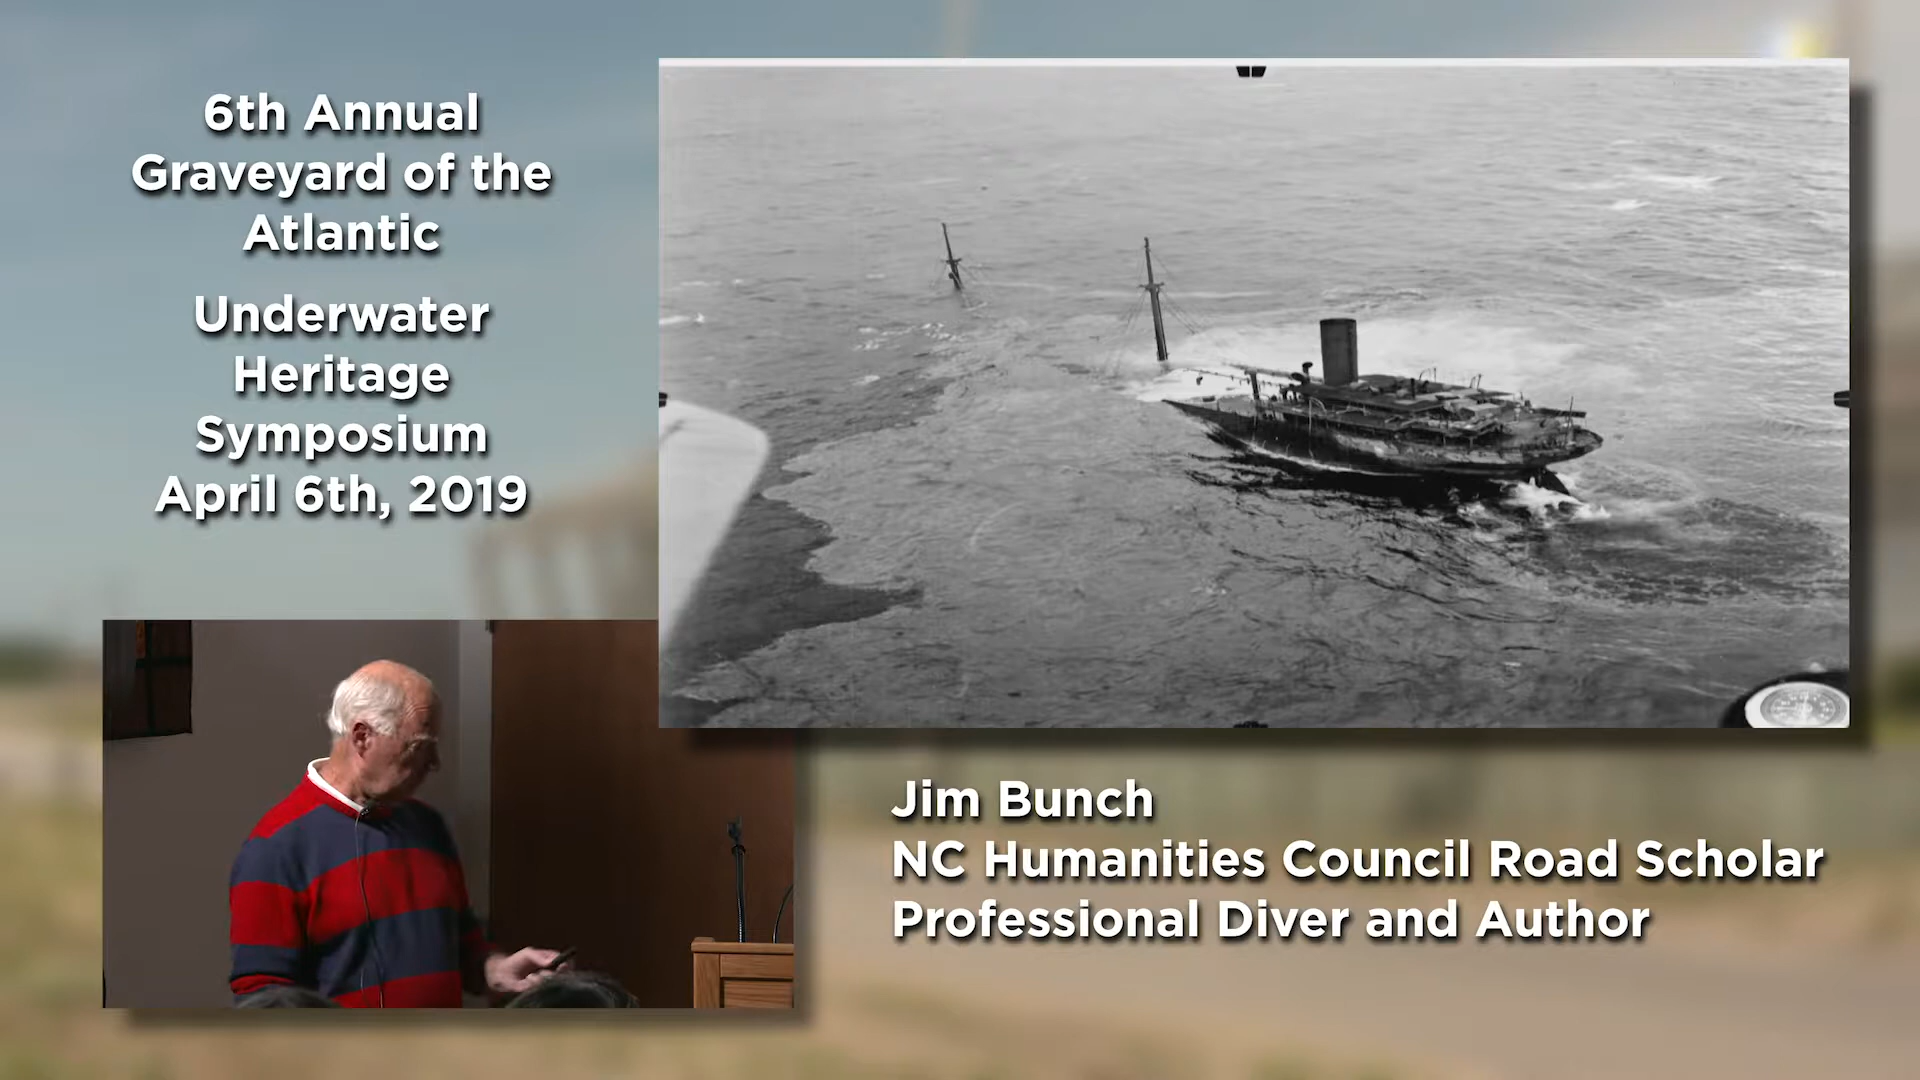 6th Annual
Graveyard of the
Atlantic
Underwater
Heritage
Symposium
April 6th, 2019
Jim Bunch
NC Humanities Council Road Scholar
Professional Diver and Author